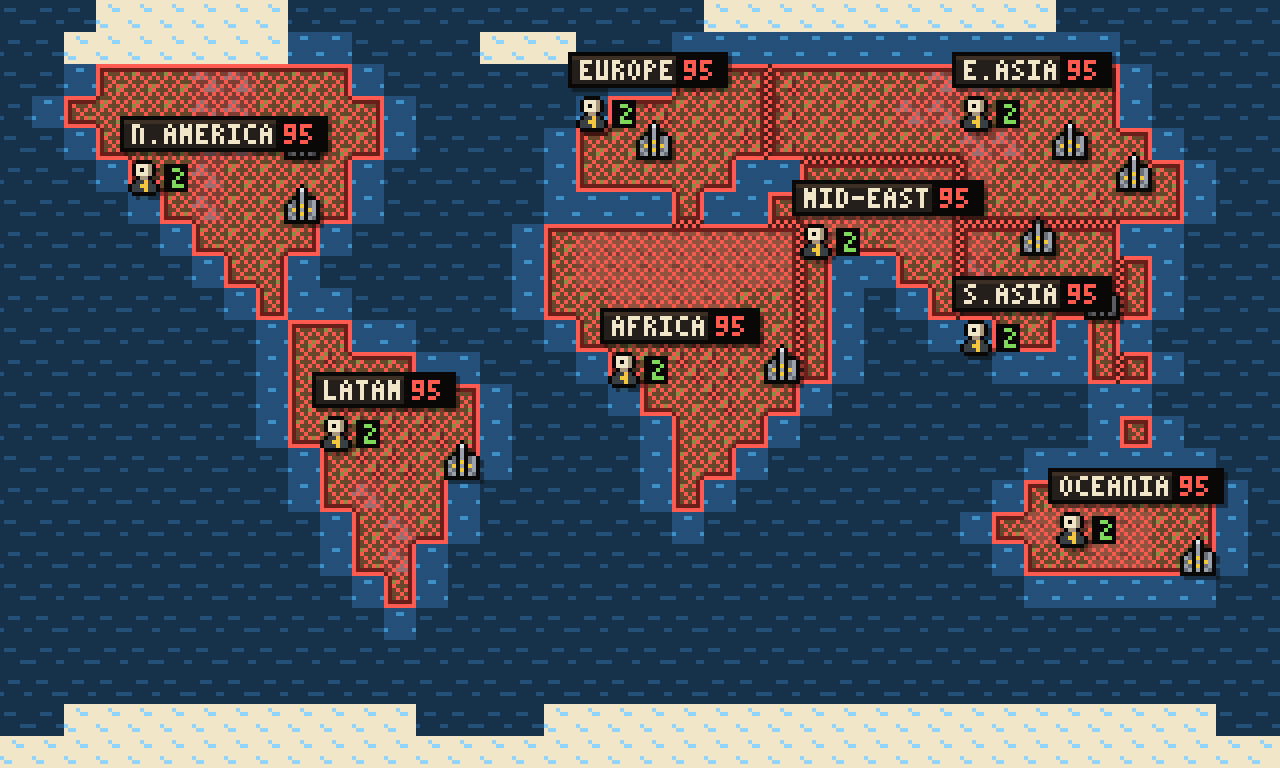 EUROPE 95
2
E.ASIA 95
2
N.AMERICA 95
2
MID-EAST 95
2
S.ASIA 95
2
AFRICA 95
2
LATAM 95
2
OCEANIA 95
2